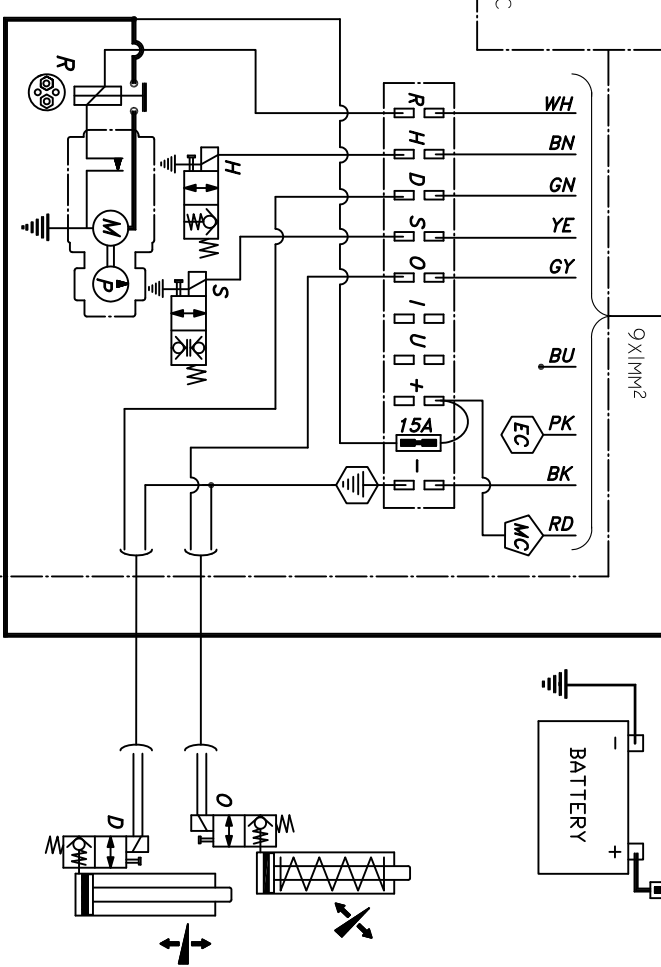 C
R
WH
BN
GN
YE
GY
BU
PK
BK
RD
R
H
D
S
O
I
U
+
15A
−
H
S
M
P
EC
MC
9X1MM²
BATTERY
−
+
O
D